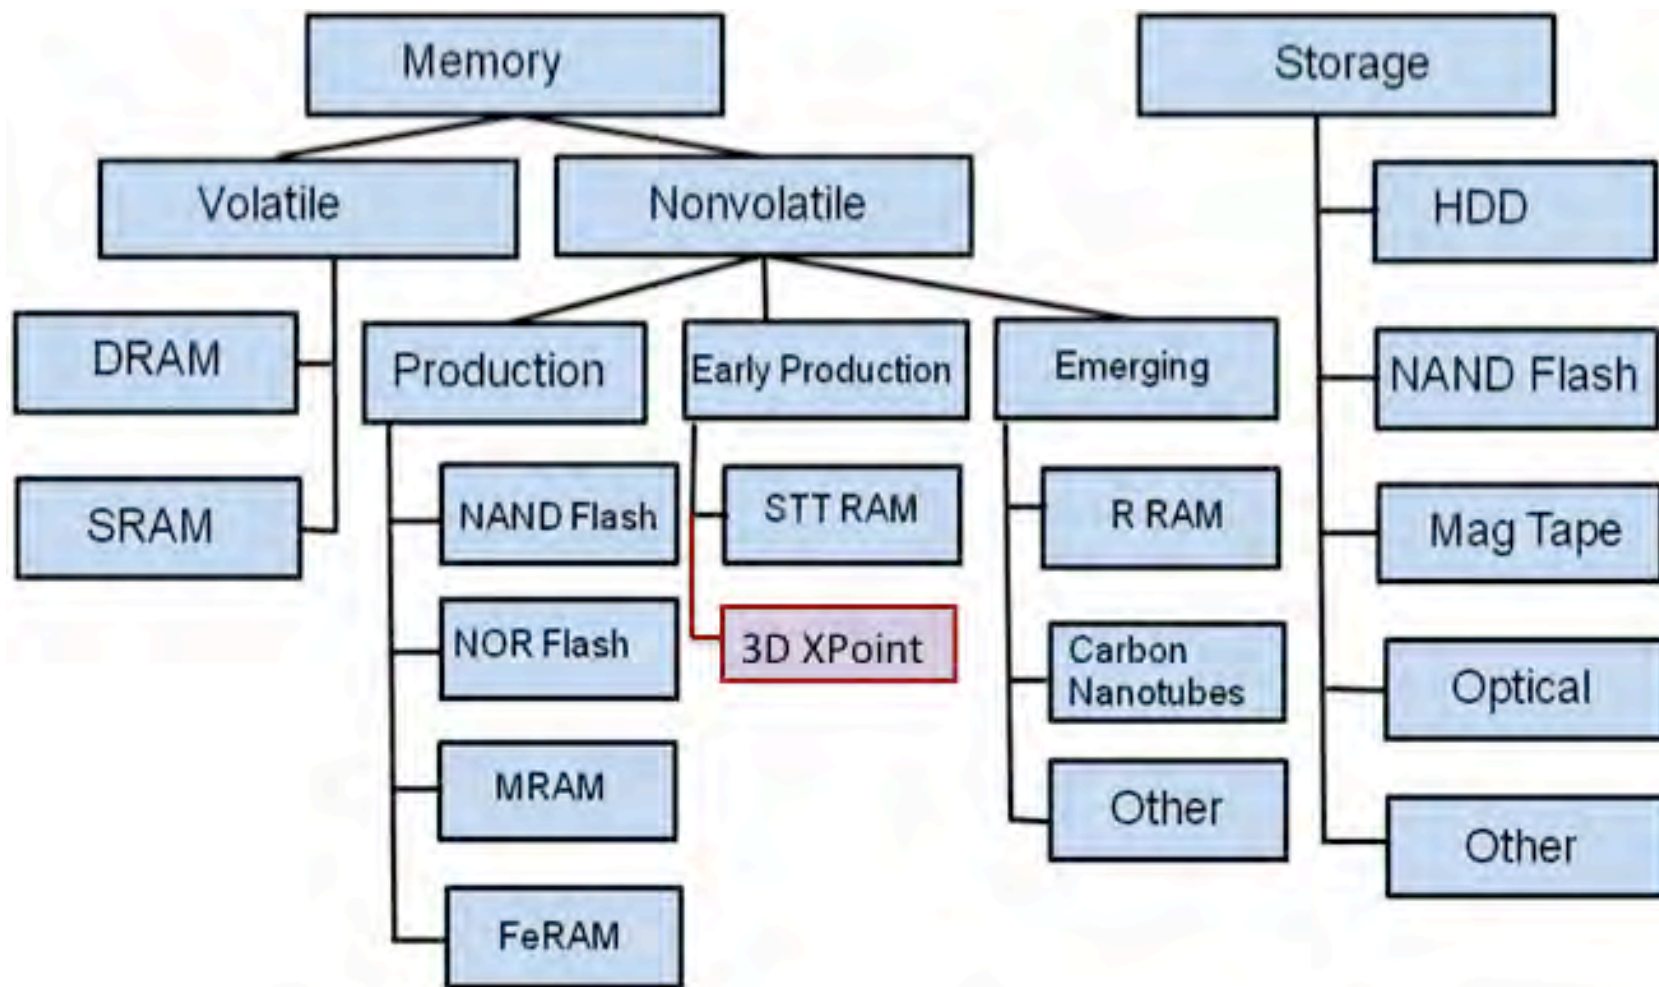 Memory
Storage
Volatile
Nonvolatile
HDD
DRAM
Production
Early Production
Emerging
NAND Flash
SRAM
NAND Flash
STT RAM
R RAM
Mag Tape
NOR Flash
3D XPoint
Carbon
Nanotubes
Optical
MRAM
Other
Other
FeRAM